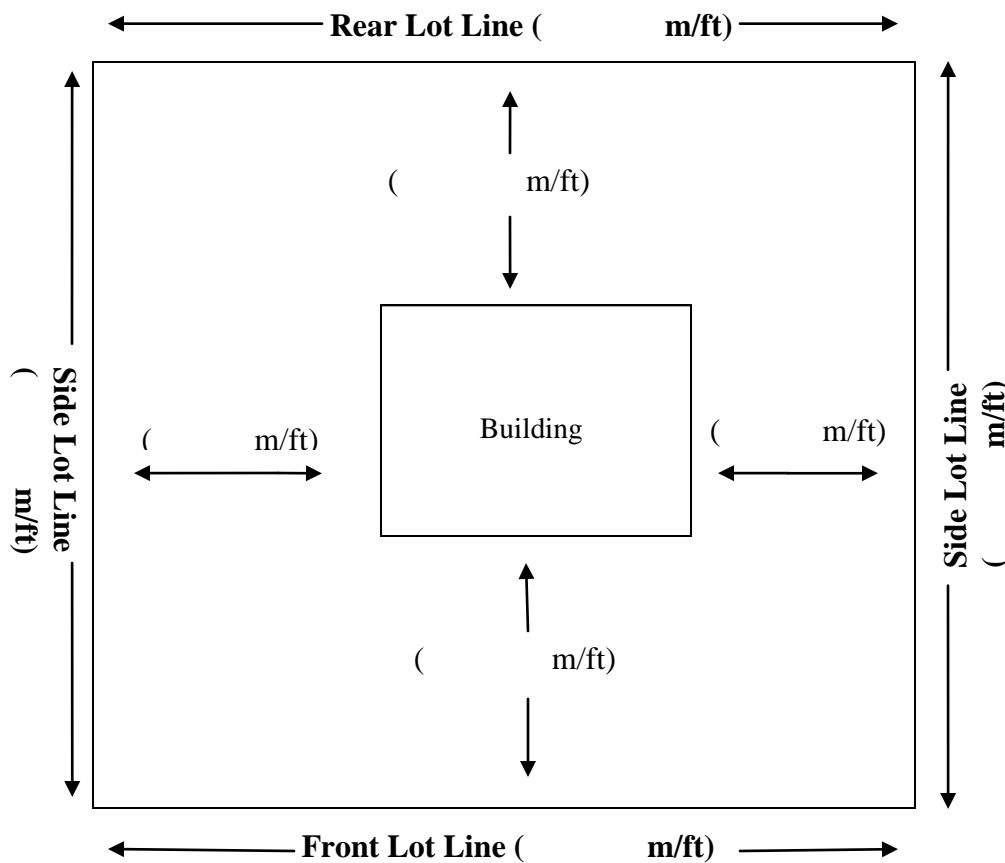 Rear Lot Line (          m/ft)
(          m/ft)
Side Lot Line
(          m/ft)
(          m/ft)
Building
(          m/ft)
Side Lot Line
(          m/ft)
(          m/ft)
Front Lot Line (          m/ft)